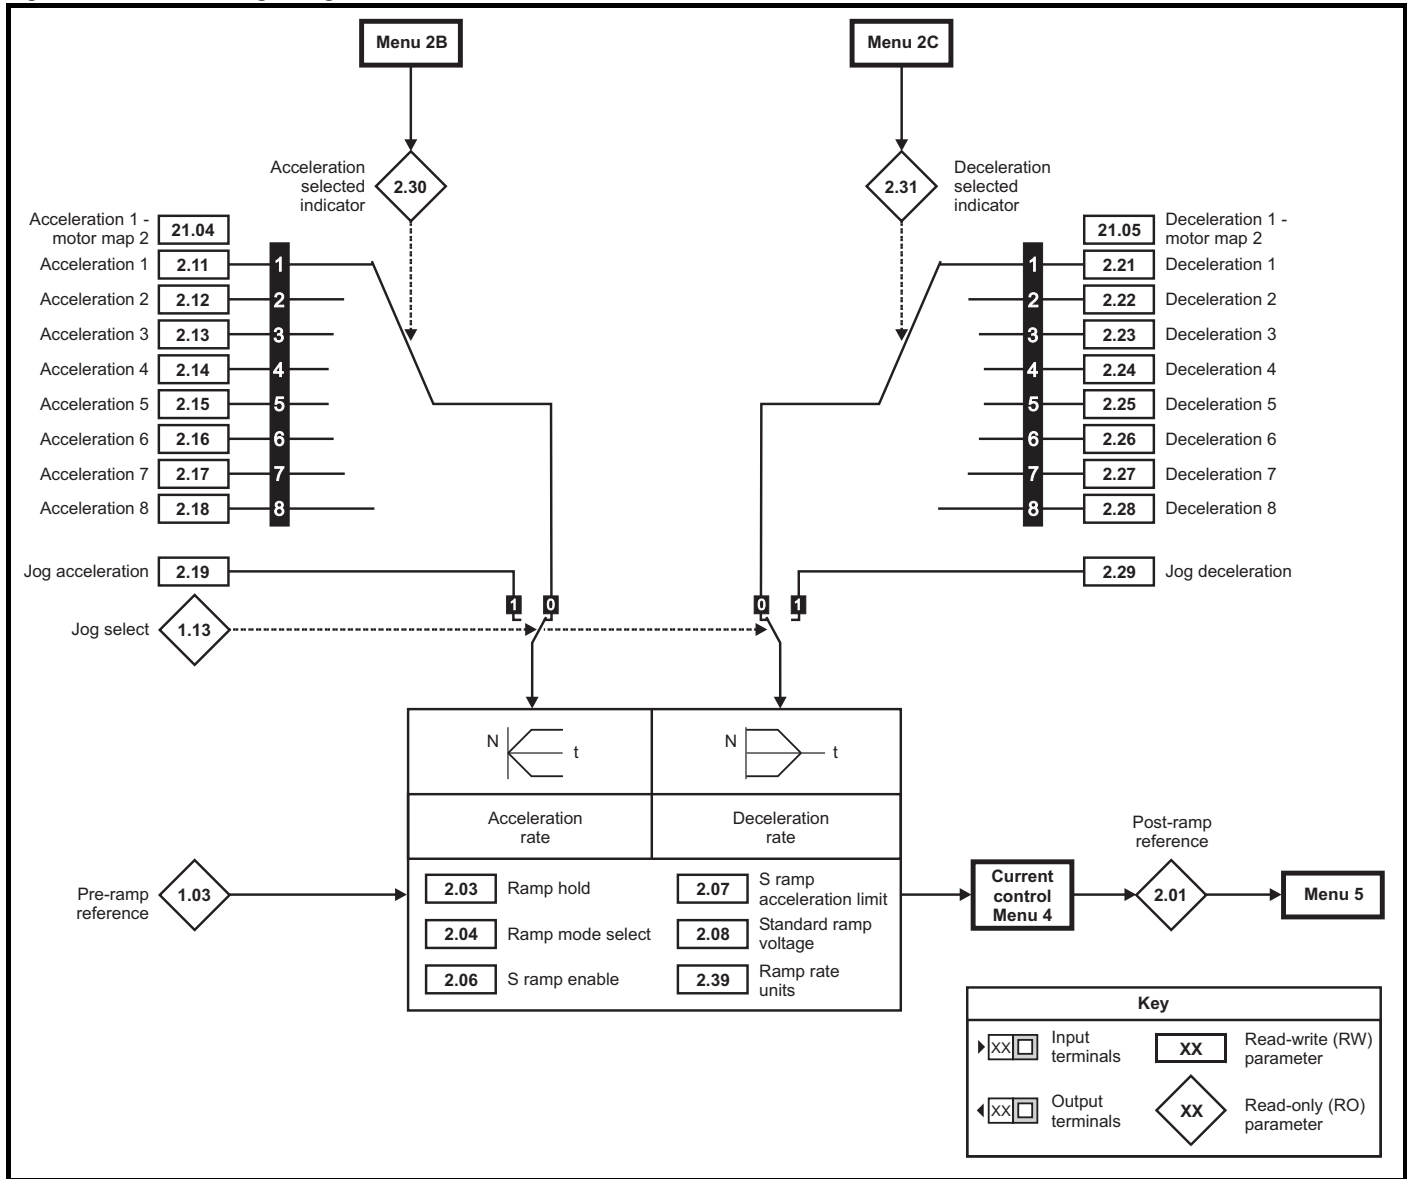 Menu 2B
Menu 2C
Acceleration
selected
indicator
2.30
2.31
Deceleration
selected
indicator
Acceleration 1 -
motor map 2
21.04
21.05
Deceleration 1 -
motor map 2
Acceleration 1 2.11 1
1 2.21 Deceleration 1
Acceleration 2 2.12 2
2 2.22 Deceleration 2
Acceleration 3 2.13 3
3 2.23 Deceleration 3
Acceleration 4 2.14 4
4 2.24 Deceleration 4
Acceleration 5 2.15 5
5 2.25 Deceleration 5
Acceleration 6 2.16 6
6 2.26 Deceleration 6
Acceleration 7 2.17 7
7 2.27 Deceleration 7
Acceleration 8 2.18 8
8 2.28 Deceleration 8
Jog acceleration 2.19
2.29 Jog deceleration
1 0
0 1
Jog select 1.13
N t
N t
Acceleration
rate
Deceleration
rate
Pre-ramp
reference
1.03
2.03 Ramp hold
2.04 Ramp mode select
2.06 S ramp enable
2.07
S ramp
acceleration limit
2.08
Standard ramp
voltage
2.39
Ramp rate
units
Current
control
Menu 4
Post-ramp
reference
2.01
Menu 5
Key
XX
Input
terminals
XX
Read-write (RW)
parameter
XX
Output
terminals
XX
Read-only (RO)
parameter